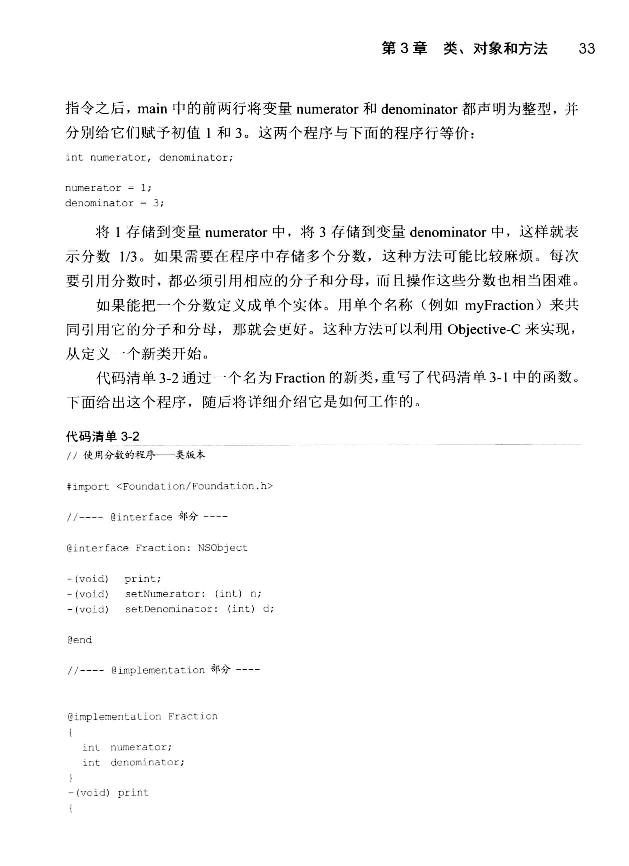 第 3 章 类、对象和方法 33
指令之后，main 中的前两行将变量 numerator 和 denominator 都声明为整型，并
分别给它们赋予初值 1 和 3。这两个程序与下面的程序行等价：
int numerator, denominator;
numerator = 1;
denominator = 3;
将 1 存储到变量 numerator 中，将 3 存储到变量 denominator 中，这样就表
示分数 1/3。如果需要在程序中存储多个分数，这种方法可能比较麻烦。每次
要引用分数时，都必须引用相应的分子和分母，而且操作这些分数也相当困难。
如果能把一个分数定义成单个实体。用单个名称（例如 myFraction）来共
同引用它的分子和分母，那就会更好。这种方法可以利用 Objective-C 来实现，
从定义一个新类开始。
代码清单 3-2 通过一个名为 Fraction 的新类，重写了代码清单 3-1 中的函数。
下面给出这个程序，随后将详细介绍它是如何工作的。
代码清单 3-2
// 使用分数的程序——类版本
#import <Foundation/Foundation.h>
//---- @interface 部分 ----
@interface Fraction: NSObject
-(void) print;
-(void) setNumerator: (int) n;
-(void) setDenominator: (int) d;
@end
//---- @implementation 部分 ----
@implementation Fraction
{
int numerator;
int denominator;
}
-(void) print
{